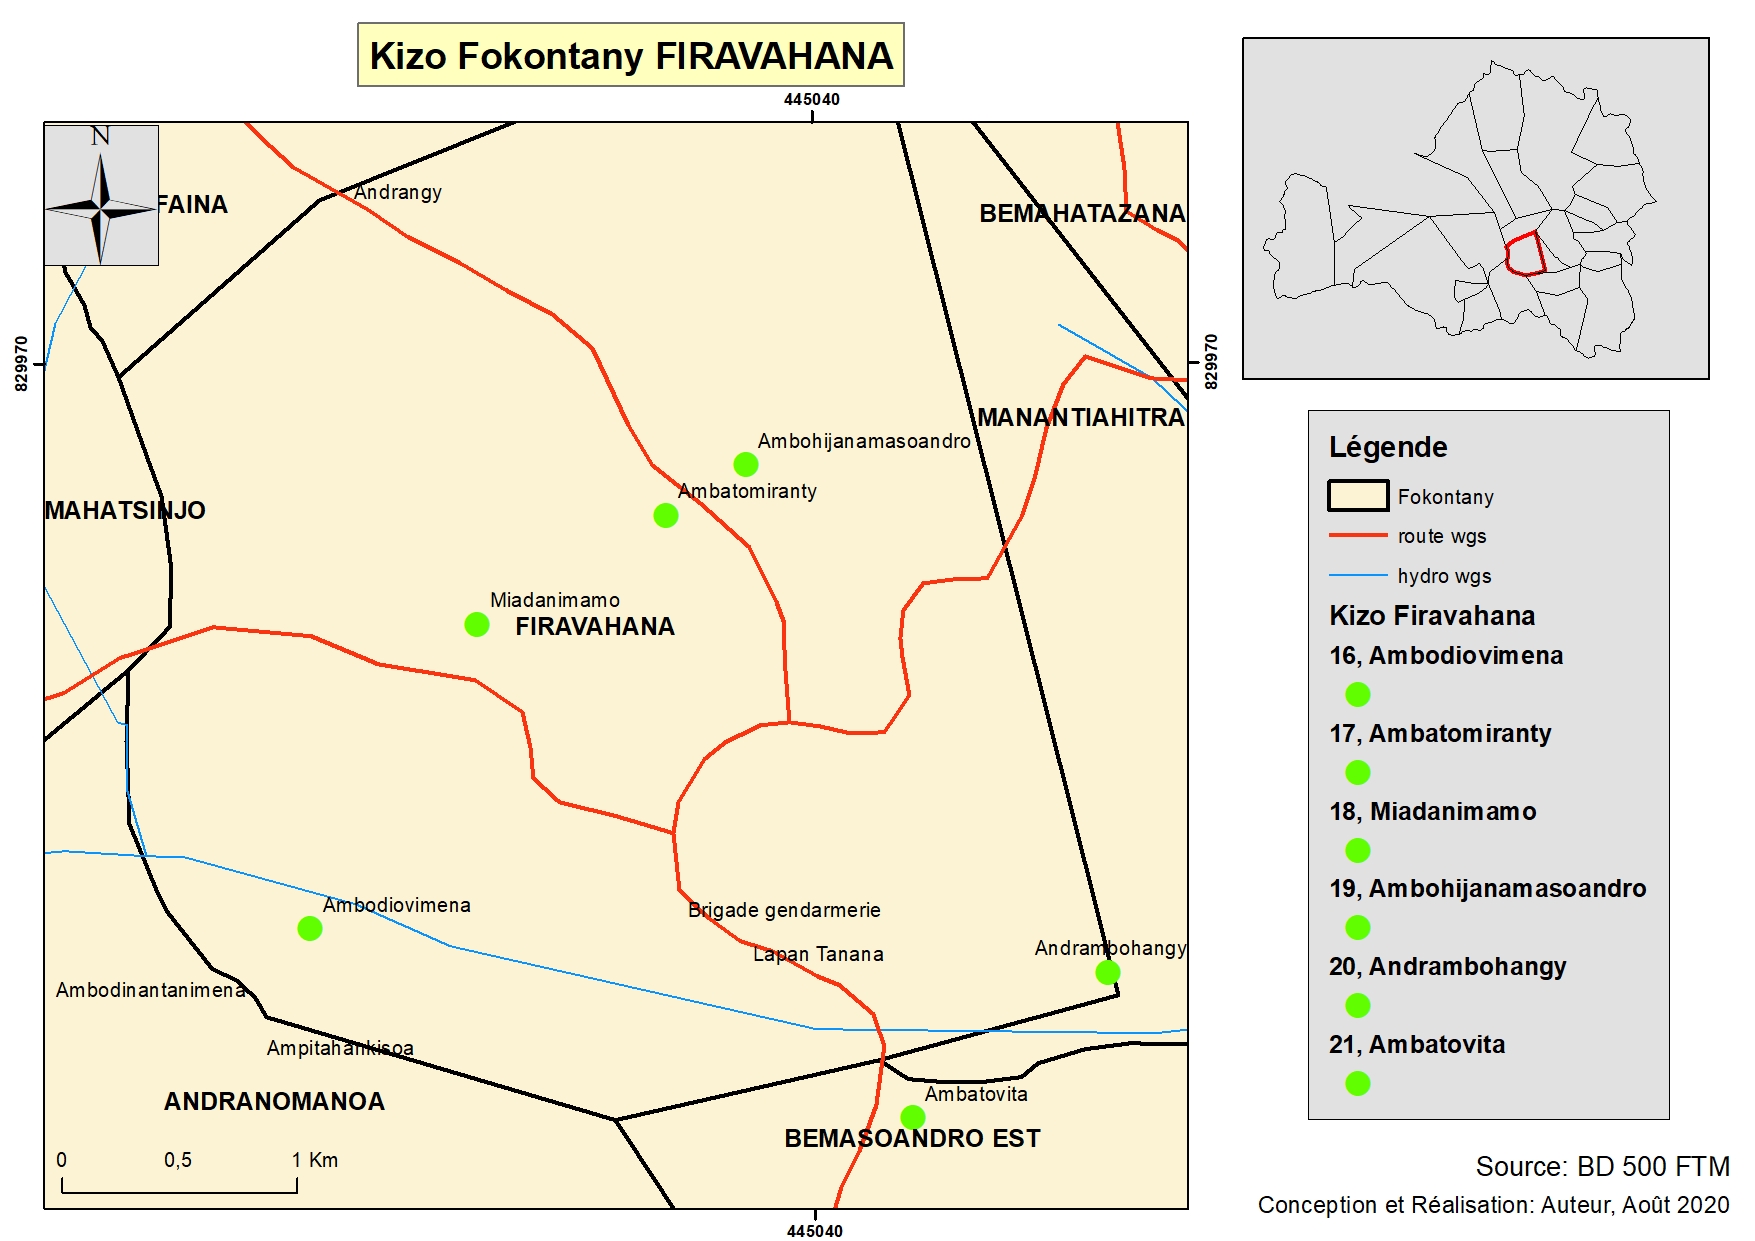 Kizo Fokontany FIRAVAHANA
445040
N
FAINA
Andrangy
BEMAHATAZANA
829970
829970
MANANTIAHITRA
Ambohijanamasoandro
Ambatomiranty
MAHATSINJO
Miadanimamo
FIRAVAHANA
Ambodiovimena
Brigade gendarmerie
Lapan Tanana
Andrambohangy
Ambodinantanimena
Ampitahankisoa
Ambatovita
ANDRANOMANOA
BEMASOANDRO EST
0 0,5 1 Km
445040
Légende
Fokontany
route wgs
hydro wgs
Kizo Firavahana
16, Ambodiovimena
17, Ambatomiranty
18, Miadanimamo
19, Ambohijanamasoandro
20, Andrambohangy
21, Ambatovita
Source: BD 500 FTM
Conception et Réalisation: Auteur, Août 2020